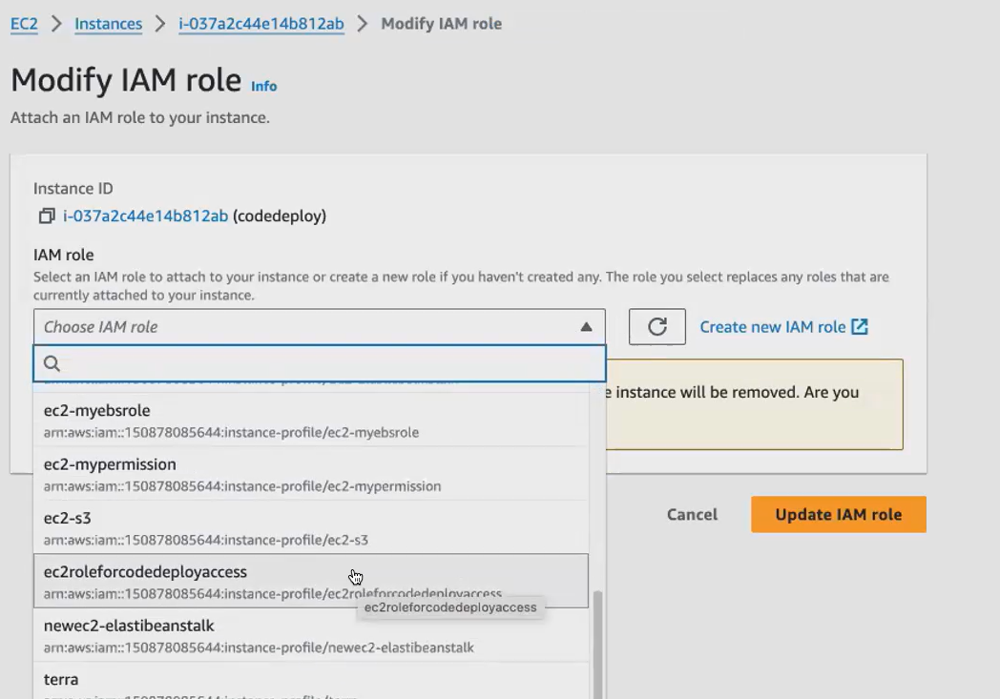 EC2 > Instances > i-037a2c44e14b812ab > Modify IAM role
Modify IAM role Info
Attach an IAM role to your instance.
Instance ID
i-037a2c44e14b812ab (codedeploy)
IAM role
Select an IAM role to attach to your instance or create a new role if you haven't created any. The role you select replaces any roles that are
currently attached to your instance.
Choose IAM role
Create new IAM role
instance will be removed. Are you
ec2-myebsrole
arn:aws:iam::150878085644:instance-profile/ec2-myebsrole
ec2-mypermission
arn:aws:iam::150878085644:instance-profile/ec2-mypermission
ec2-s3
arn:aws:iam::150878085644:instance-profile/ec2-s3
Cancel
Update IAM role
ec2roleforcodedeployaccess
arn:aws:iam::150878085644:instance-profile/ec2roleforcodedeployaccess
ec2roleforcodedeployaccess
newec2-elastibeanstalk
arn:aws:iam::150878085644:instance-profile/newec2-elastibeanstalk
terra